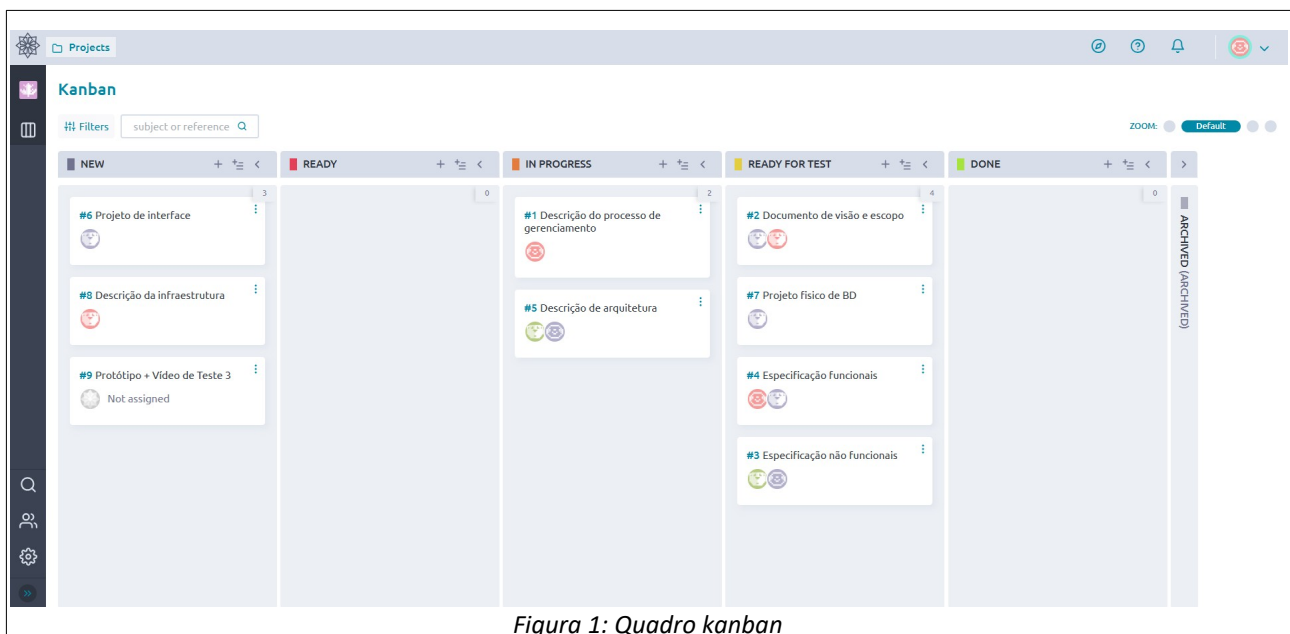 Projects
Kanban
Filters
subject or reference
ZOOM:
Default
NEW
READY
IN PROGRESS
READY FOR TEST
DONE
3
0
2
4
0
#6 Projeto de interface
#8 Descrição da infraestrutura
#9 Protótipo + Vídeo de Teste 3
Not assigned
#1 Descrição do processo de
gerenciamento
#5 Descrição de arquitetura
#2 Documento de visão e escopo
#7 Projeto fisico de BD
#4 Especificação funcionais
#3 Especificação não funcionais
ARCHIVED (ARCHIVED)
Figura 1: Quadro kanban